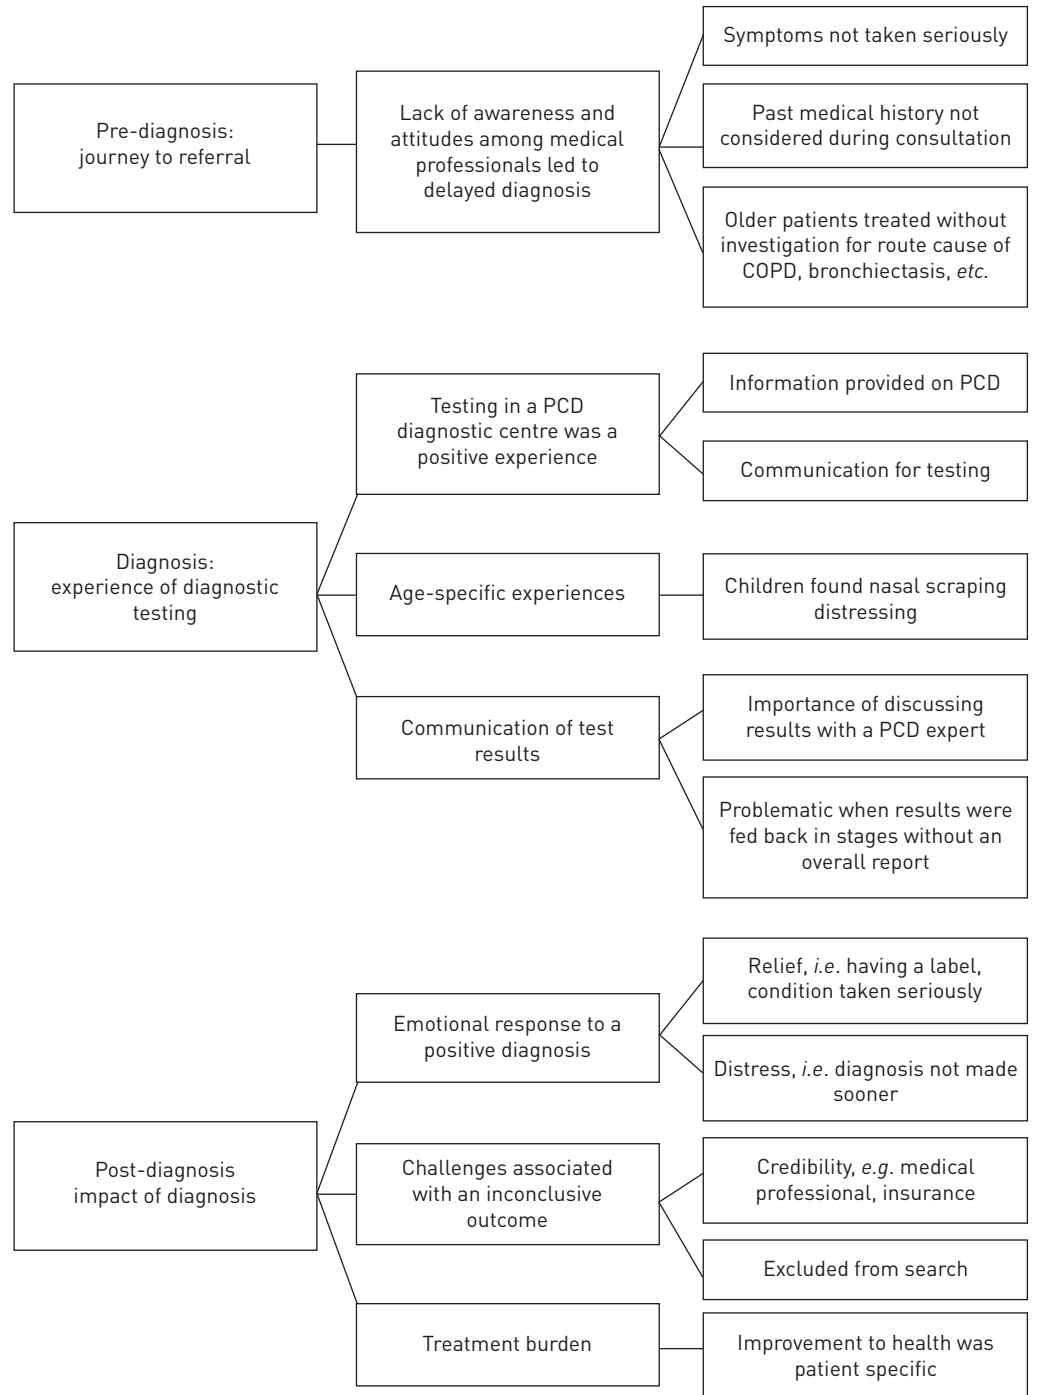 Symptoms not taken seriously
Pre-diagnosis:
journey to referral
Lack of awareness and
attitudes among medical
professionals led to
delayed diagnosis
Past medical history not
considered during consultation
Older patients treated without
investigation for route cause of
COPD, bronchiectasis, etc.
Diagnosis:
experience of diagnostic
testing
Testing in a PCD
diagnostic centre was a
positive experience
Information provided on PCD
Communication for testing
Age-specific experiences
Children found nasal scraping
distressing
Communication of test
results
Importance of discussing
results with a PCD expert
Problematic when results were
fed back in stages without an
overall report
Post-diagnosis
impact of diagnosis
Emotional response to a
positive diagnosis
Relief, i.e. having a label,
condition taken seriously
Distress, i.e. diagnosis not made
sooner
Challenges associated
with an inconclusive
outcome
Credibility, e.g. medical
professional, insurance
Excluded from search
Treatment burden
Improvement to health was
patient specific